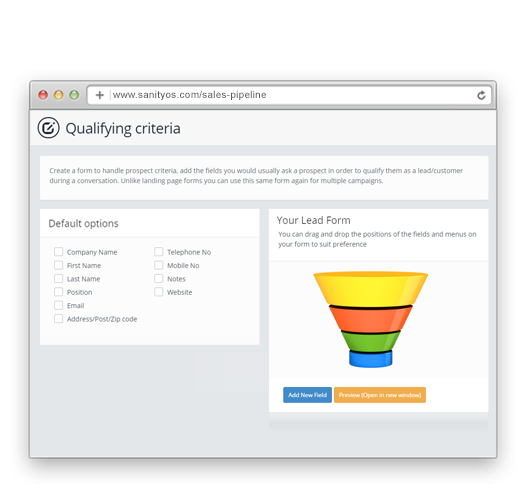 www.sanityos.com/sales-pipeline
Qualifying criteria
Create a form to handle prospect criteria, add the fields you would usually ask a prospect in order to qualify them as a lead/customer
during a conversation. Unlike landing page forms you can use this same form again for multiple campaigns.
Default options
Company Name
First Name
Last Name
Position
Email
Address/Post/Zip code
Telephone No
Mobile No
Notes
Website
Your Lead Form
You can drag and drop the positions of the fields and menus on
your form to suit preference
Add New Field
Preview (Open in new window)